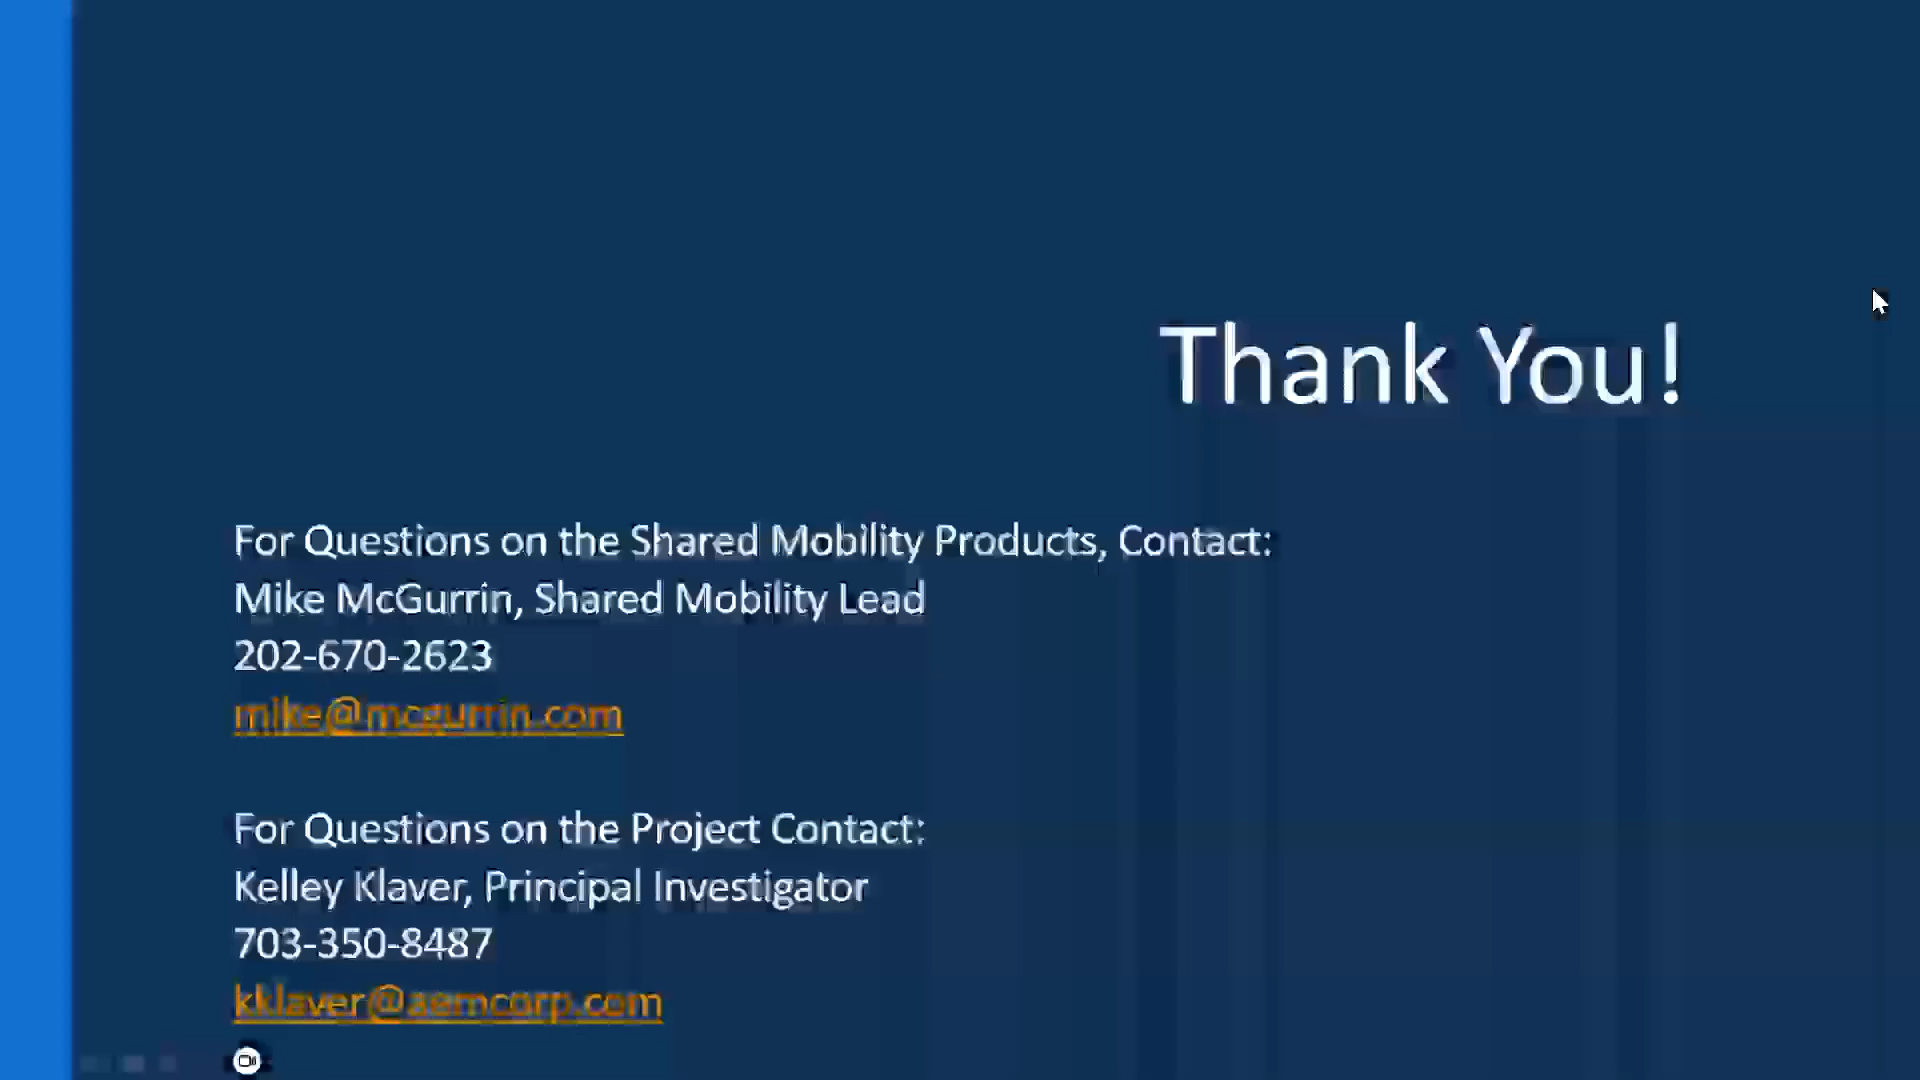 Thank You!
For Questions on the Shared Mobility Products, Contact:
Mike McGurrin, Shared Mobility Lead
202-670-2623
mike@mcgurrin.com
For Questions on the Project Contact:
Kelley Klaver, Principal Investigator
703-350-8487
kklaver@aemcorp.com